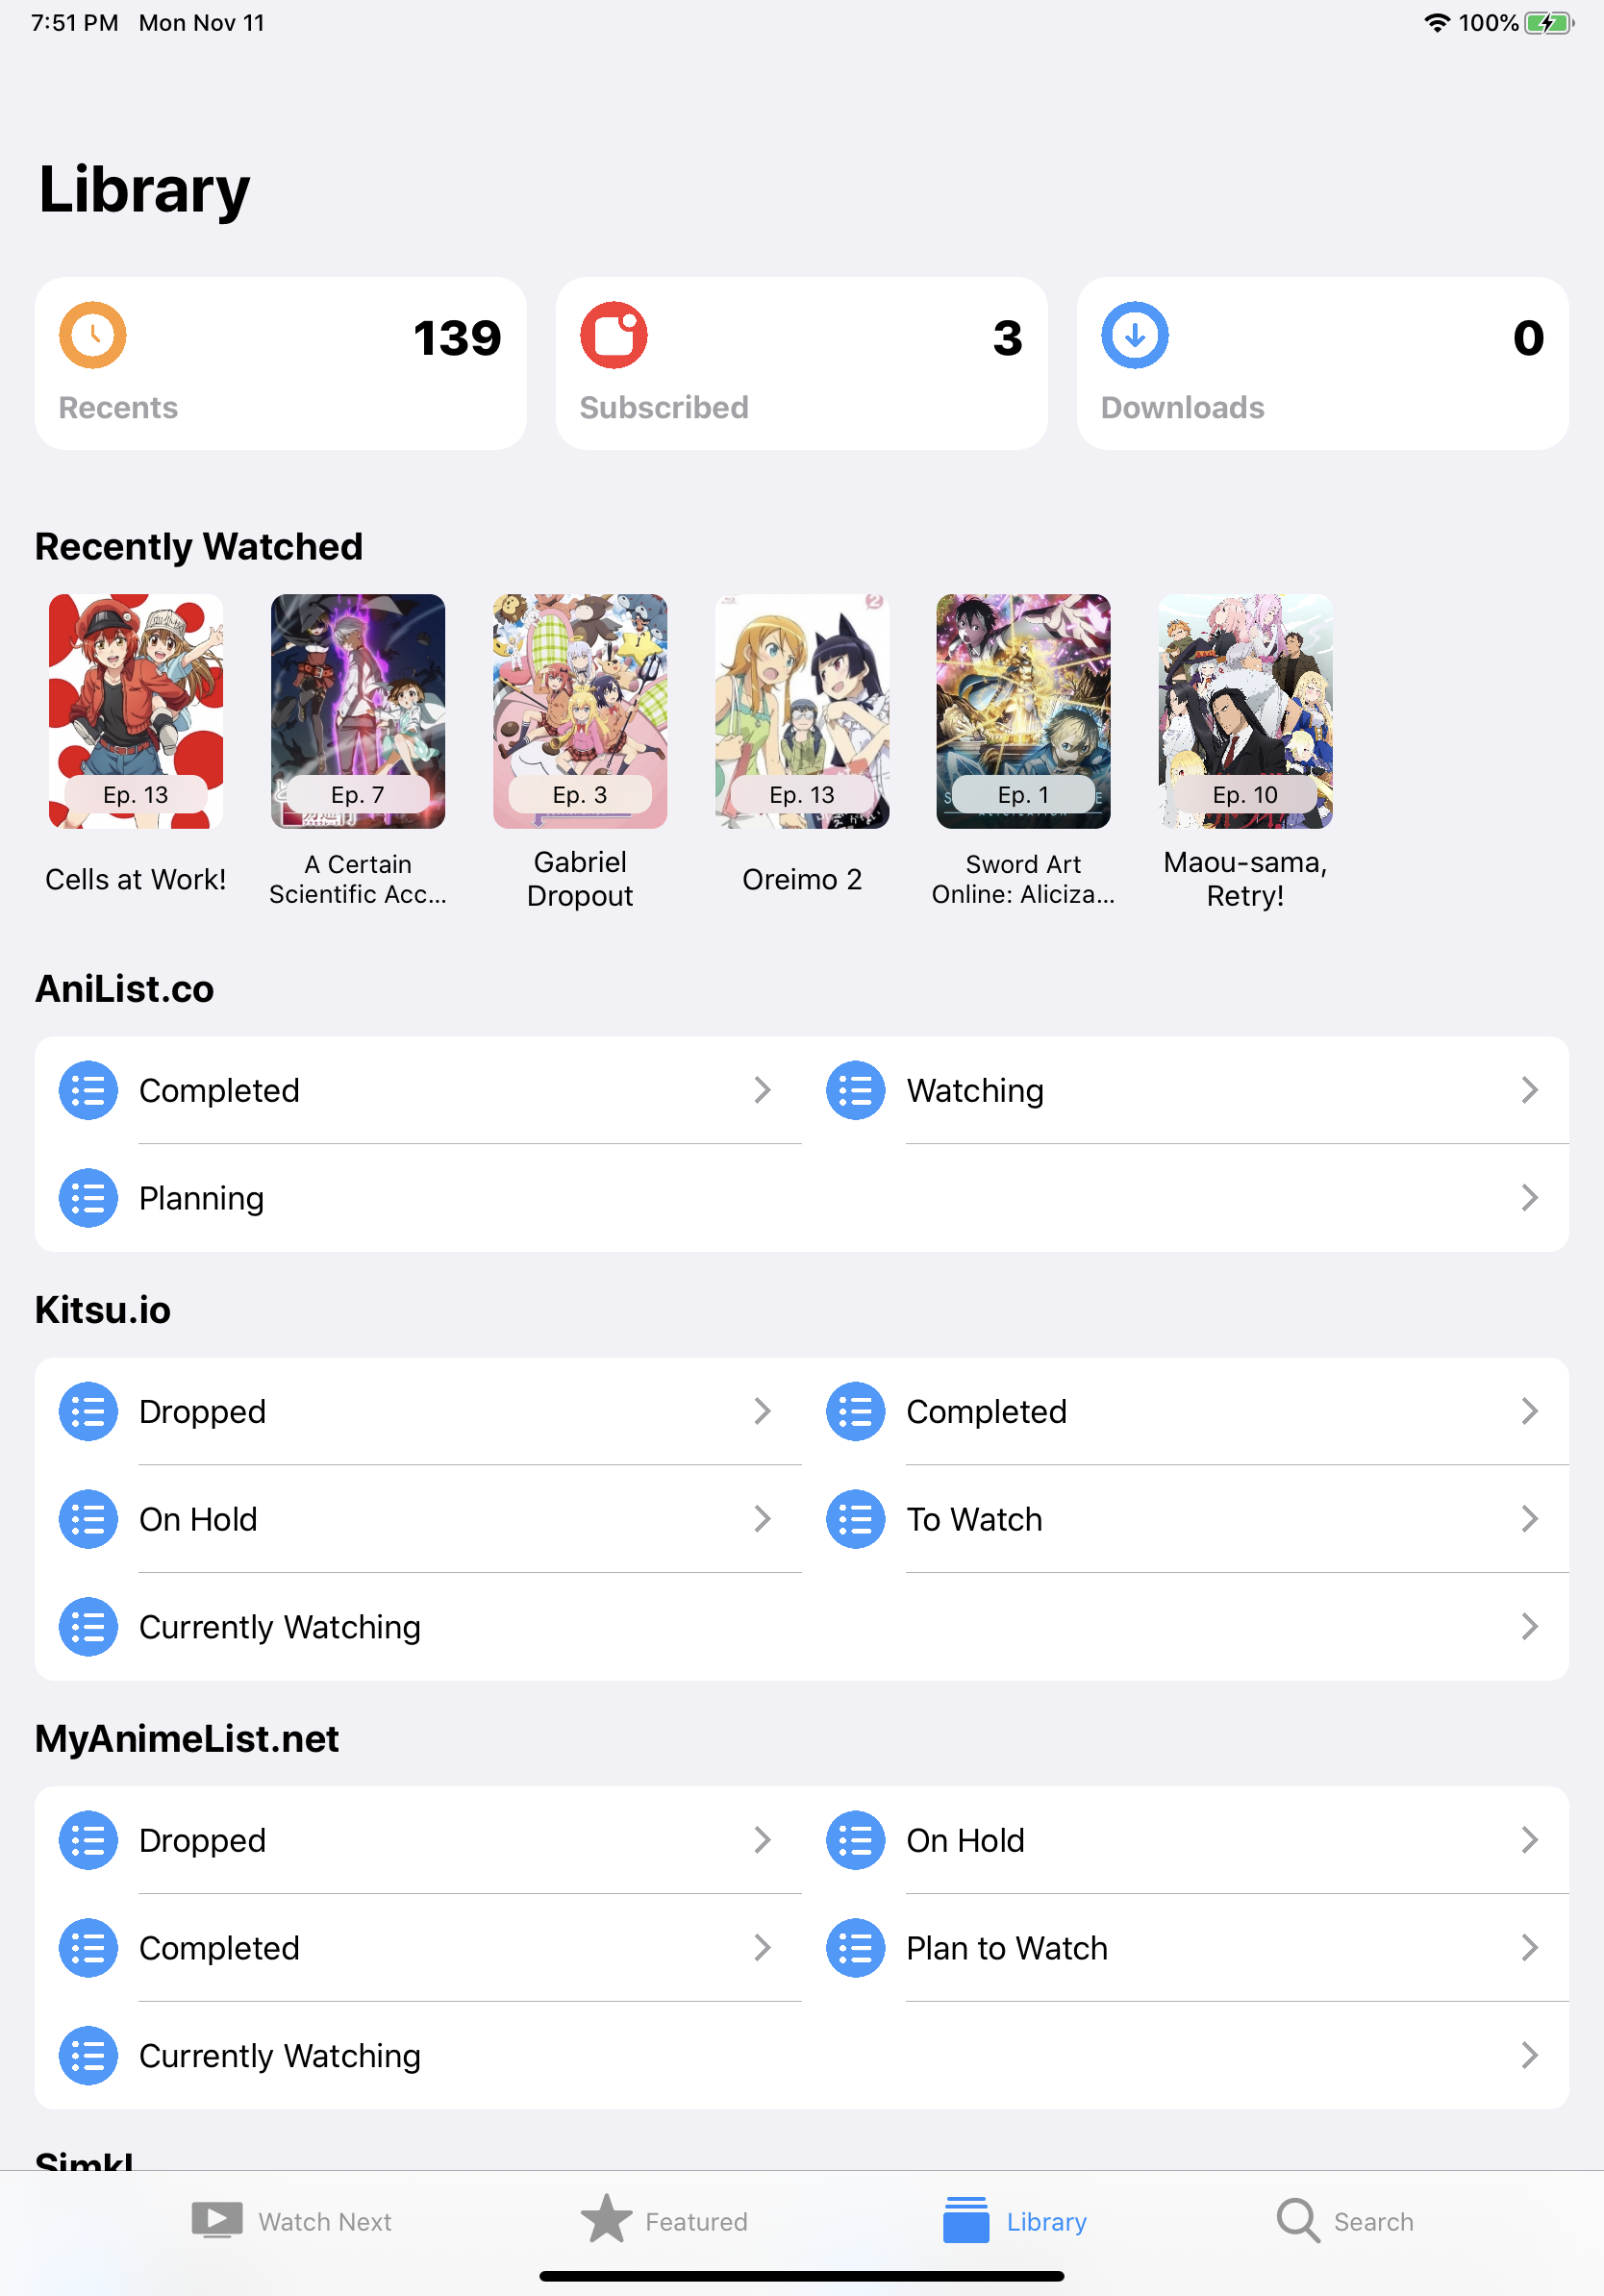 7:51 PM Mon Nov 11
100%
Library
139
Recents
3
Subscribed
0
Downloads
Recently Watched
Ep. 13
Ep. 7
Ep. 3
Ep. 13
Ep. 1
Ep. 10
Cells at Work!
A Certain
Scientific Acc...
Gabriel
Dropout
Oreimo 2
Sword Art
Online: Aliciza...
Maou-sama,
Retry!
AniList.co
Completed
Watching
Planning
Kitsu.io
Dropped
Completed
On Hold
To Watch
Currently Watching
MyAnimeList.net
Dropped
On Hold
Completed
Plan to Watch
Currently Watching
Simkl
Watch Next
Featured
Library
Search